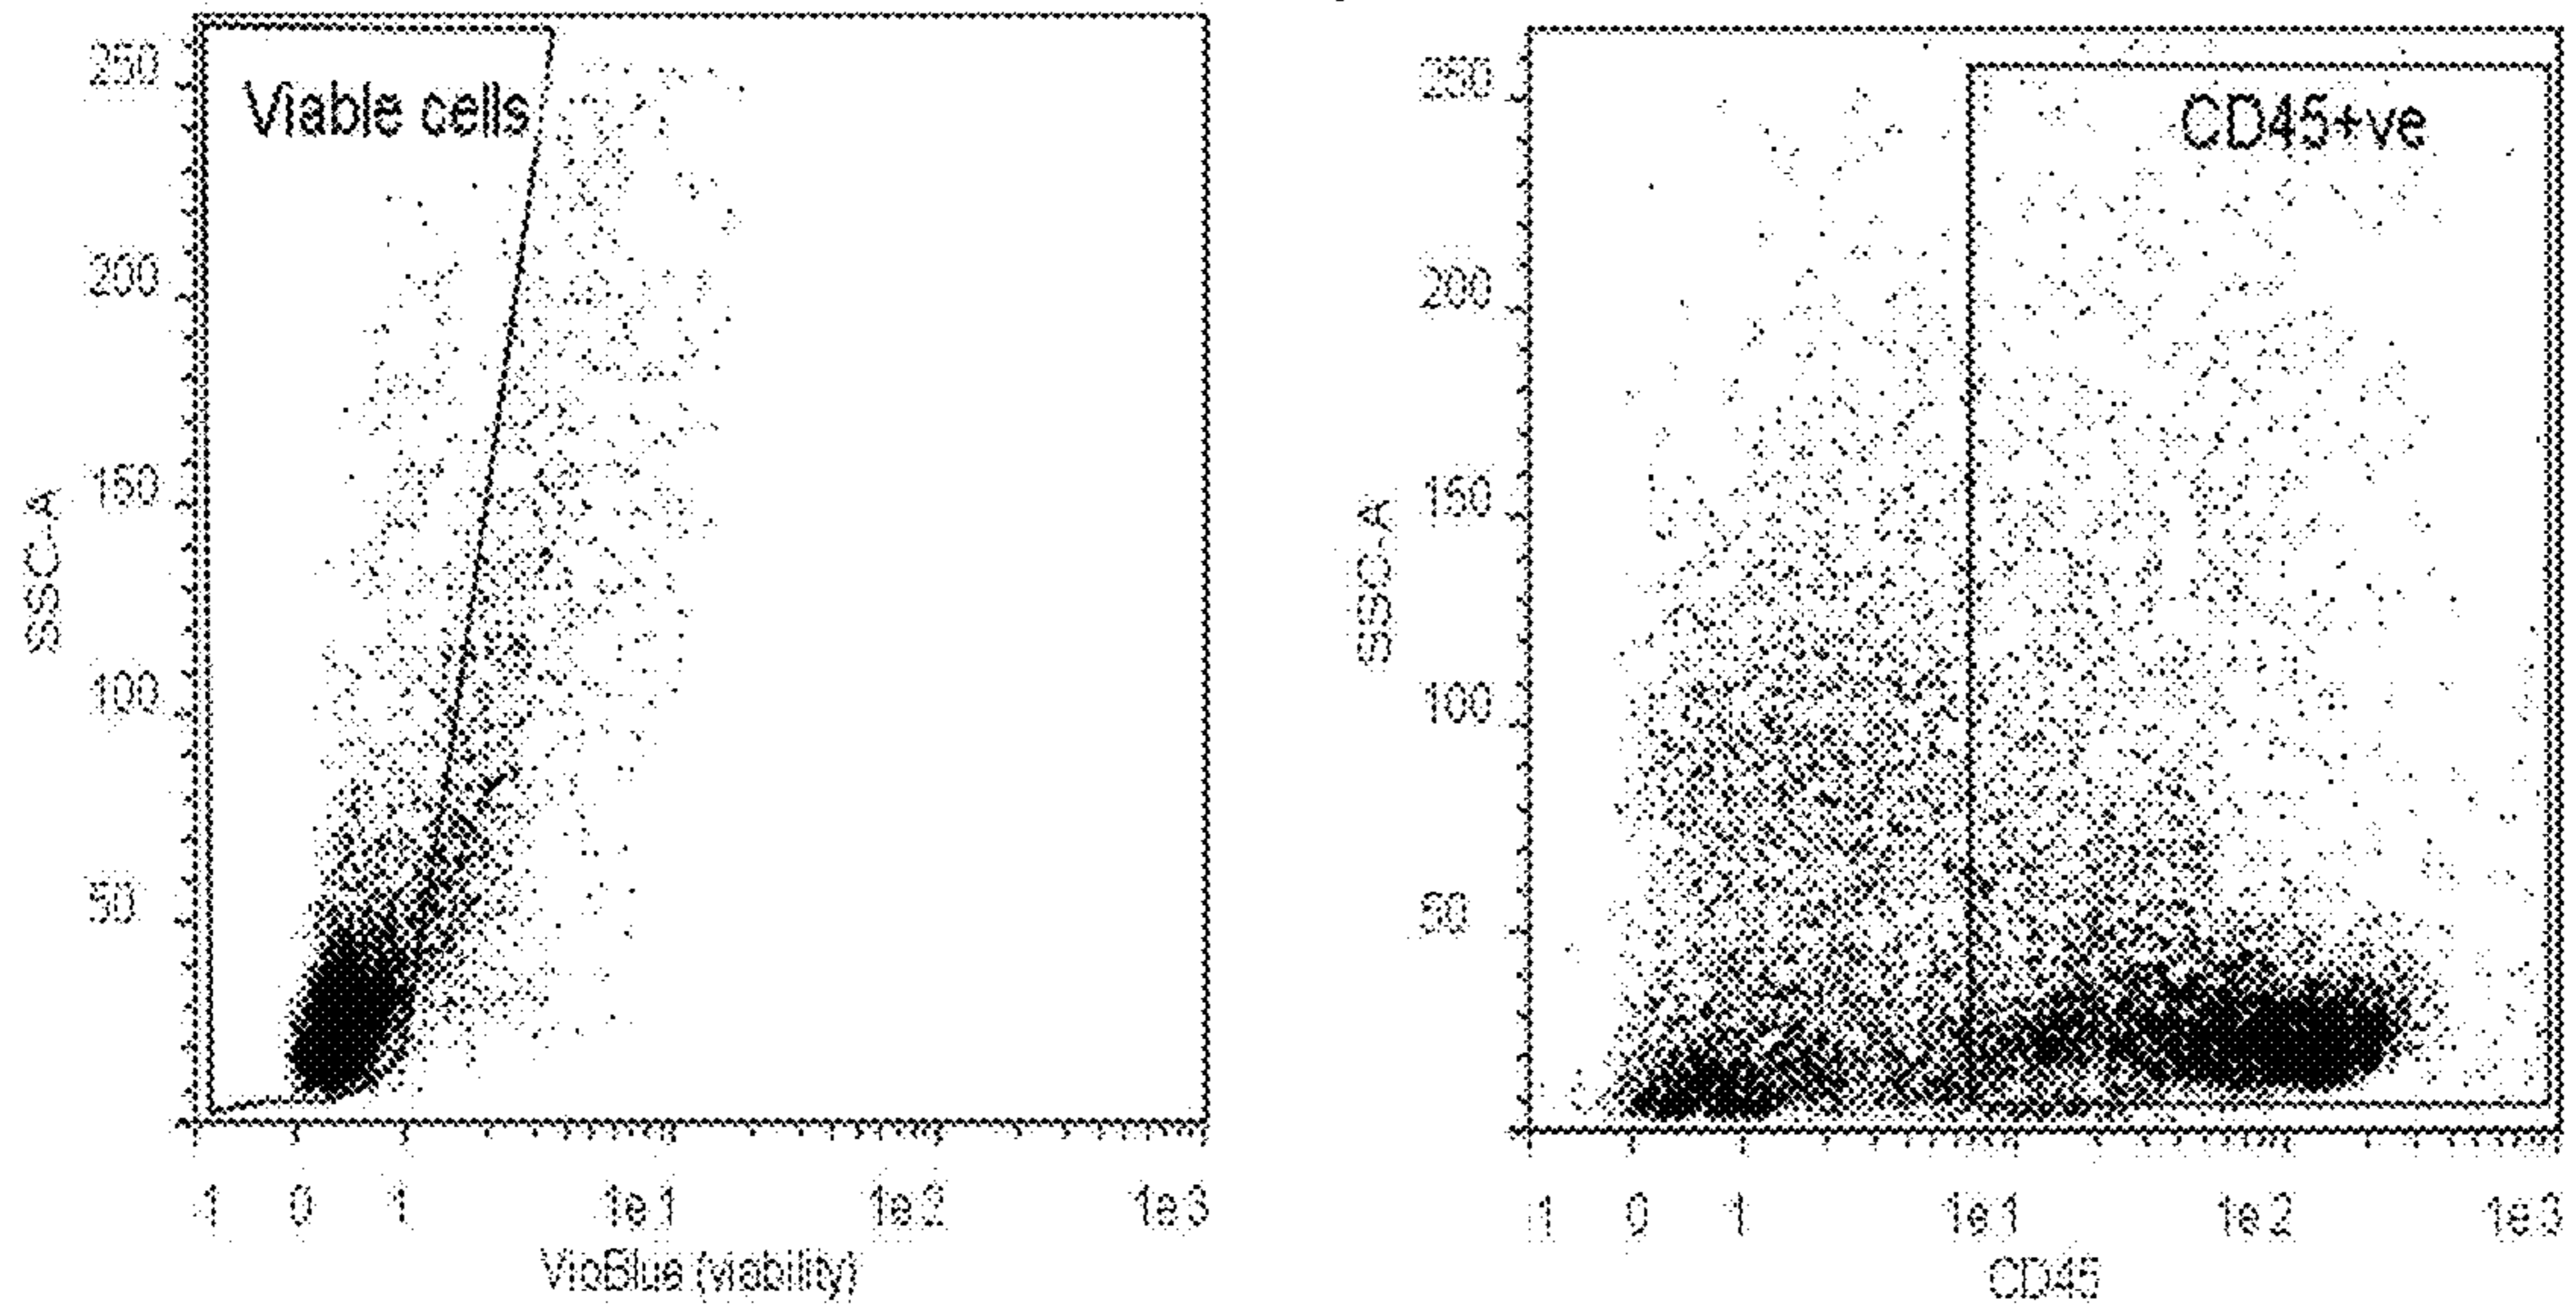 250
Viable cells
200
150
SSC-A
100
50
-1 0 1 1e1 1e2 1e3
VioBlue (viability)
250
CD45+ve
200
150
SSC-A
100
50
-1 0 1 1e1 1e2 1e3
CD45